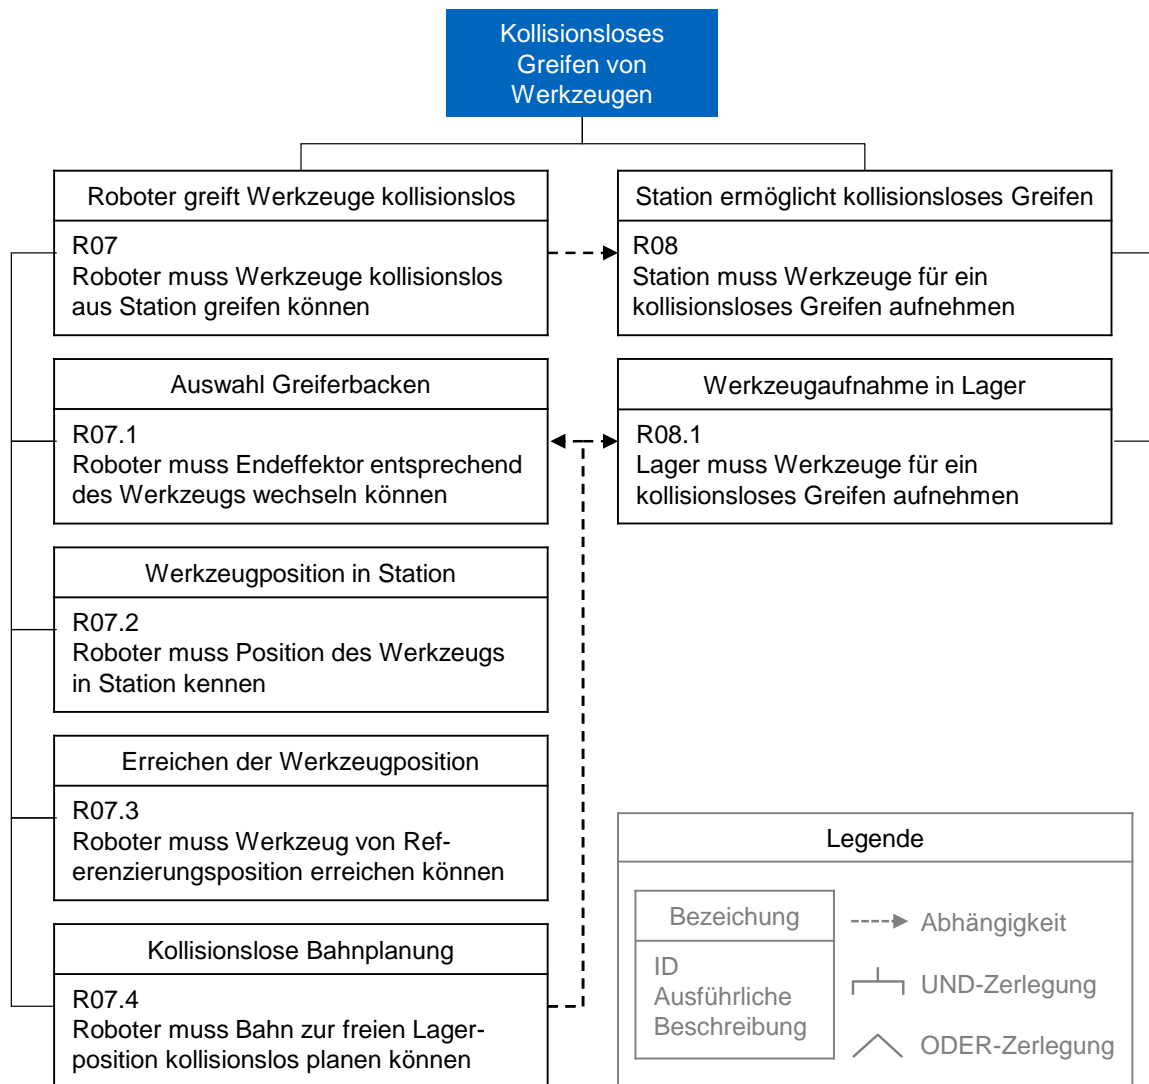 Kollisionsloses
Greifen von
Werkzeugen
Roboter greift Werkzeuge kollisionslos
R07
Roboter muss Werkzeuge kollisionslos
aus Station greifen können
Station ermöglicht kollisionsloses Greifen
R08
Station muss Werkzeuge für ein
kollisionsloses Greifen aufnehmen
Auswahl Greiferbacken
R07.1
Roboter muss Endeffektor entsprechend
des Werkzeugs wechseln können
Werkzeugaufnahme in Lager
R08.1
Lager muss Werkzeuge für ein
kollisionsloses Greifen aufnehmen
Werkzeugposition in Station
R07.2
Roboter muss Position des Werkzeugs
in Station kennen
Erreichen der Werkzeugposition
R07.3
Roboter muss Werkzeug von Ref-
erenzierungsposition erreichen können
Kollisionslose Bahnplanung
R07.4
Roboter muss Bahn zur freien Lager-
position kollisionslos planen können
Legende
Bezeichung
ID
Ausführliche
Beschreibung
Abhängigkeit
UND-Zerlegung
ODER-Zerlegung